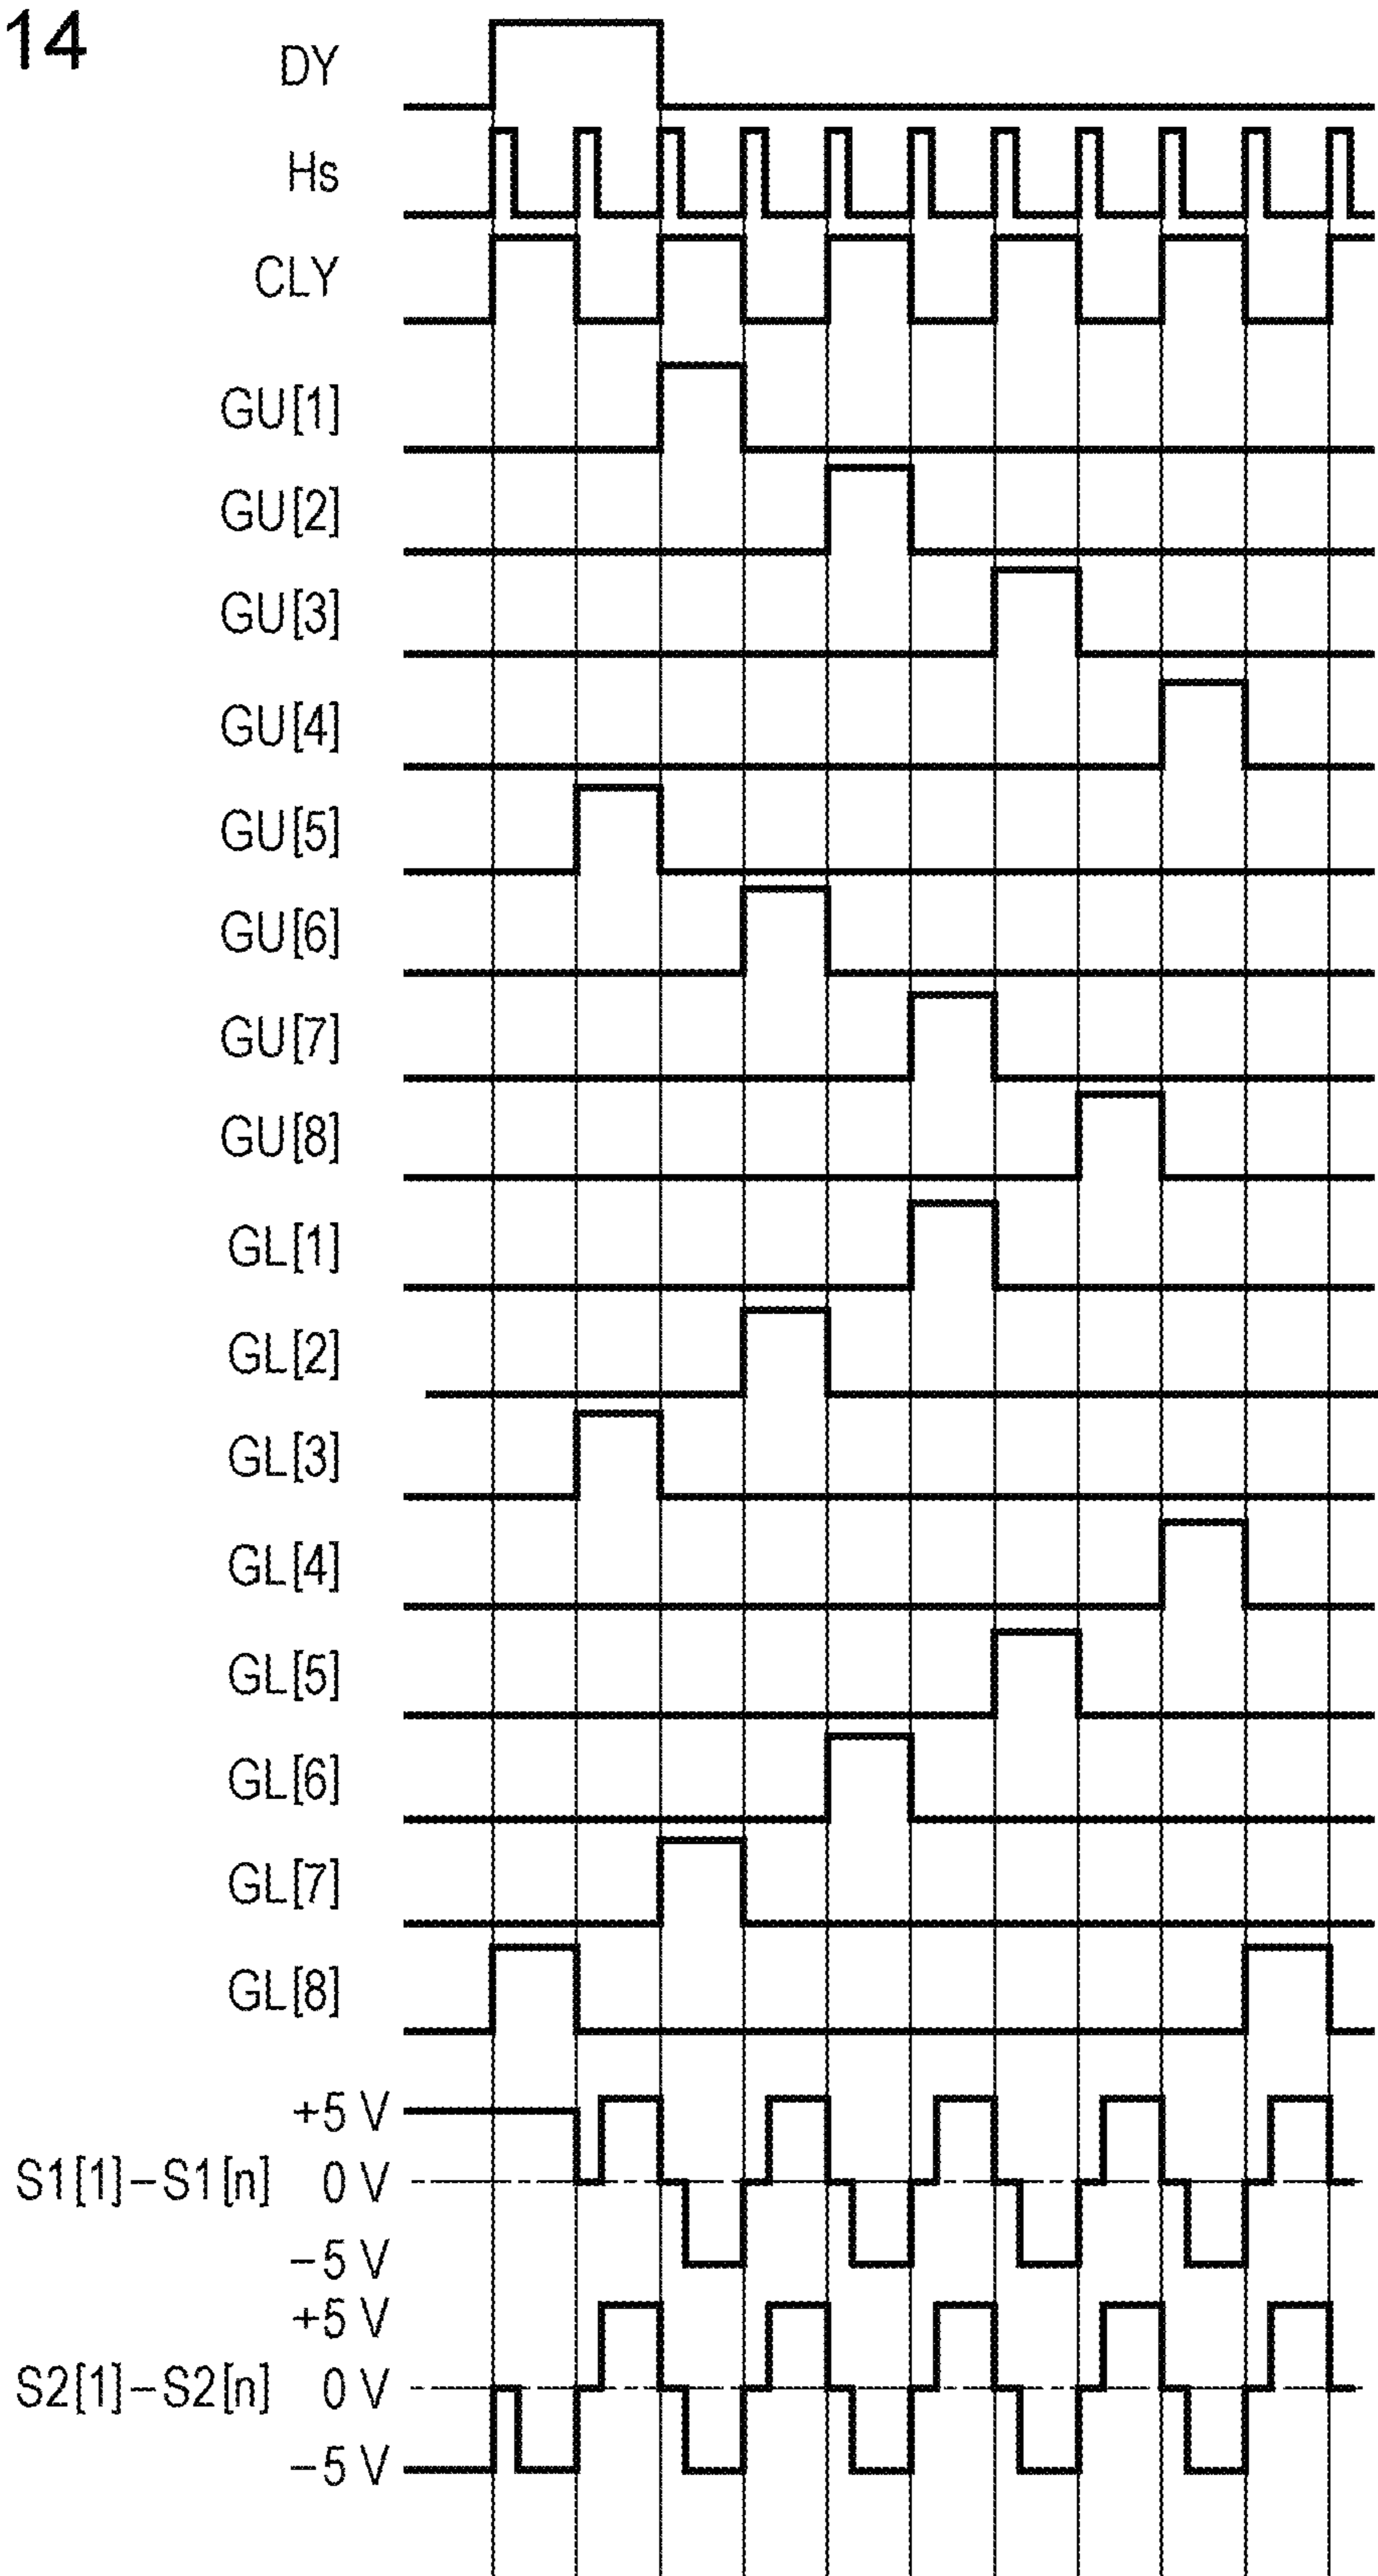 14
DY
Hs
CLY
GU[1]
GU[2]
GU[3]
GU[4]
GU[5]
GU[6]
GU[7]
GU[8]
GL[1]
GL[2]
GL[3]
GL[4]
GL[5]
GL[6]
GL[7]
GL[8]
+5 V
S1[1]–S1[n] 0 V
–5 V
+5 V
S2[1]–S2[n] 0 V
–5 V